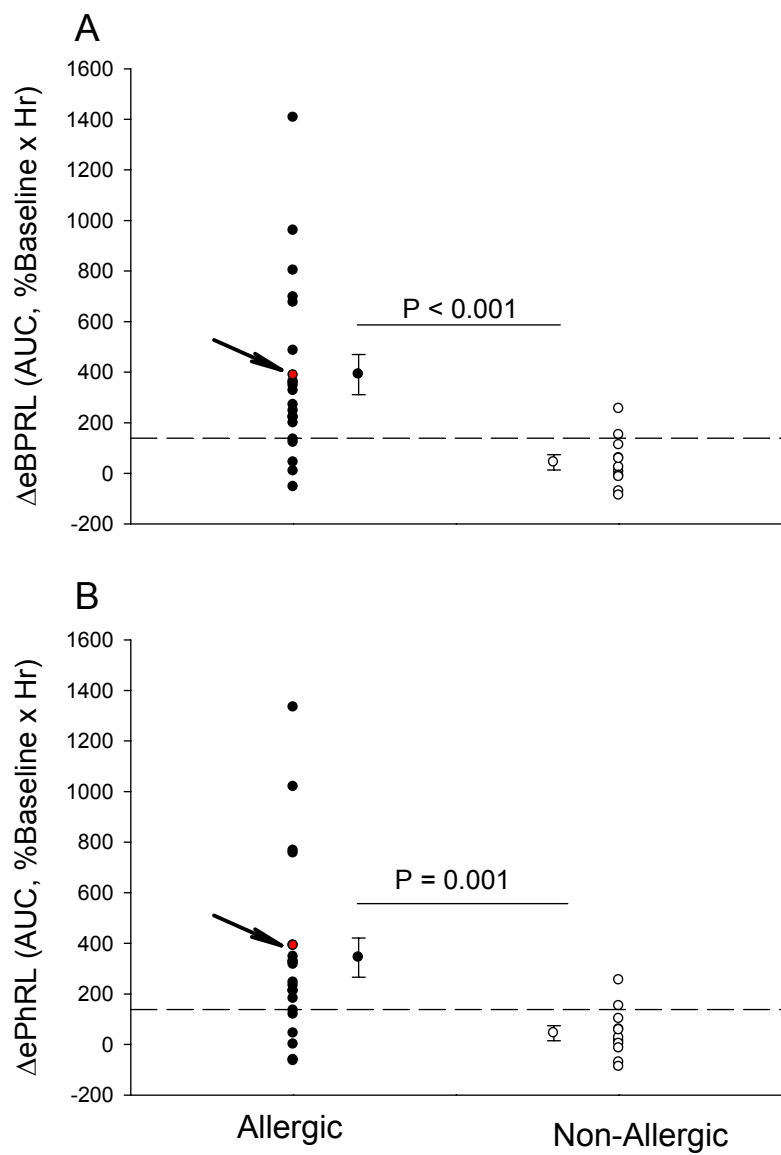 A
ΔeBPRL (AUC, %Baseline x Hr)
1600
1400
1200
1000
800
600
400
200
0
-200
P < 0.001
B
ΔePhRL (AUC, %Baseline x Hr)
1600
1400
1200
1000
800
600
400
200
0
-200
P = 0.001
Allergic
Non-Allergic